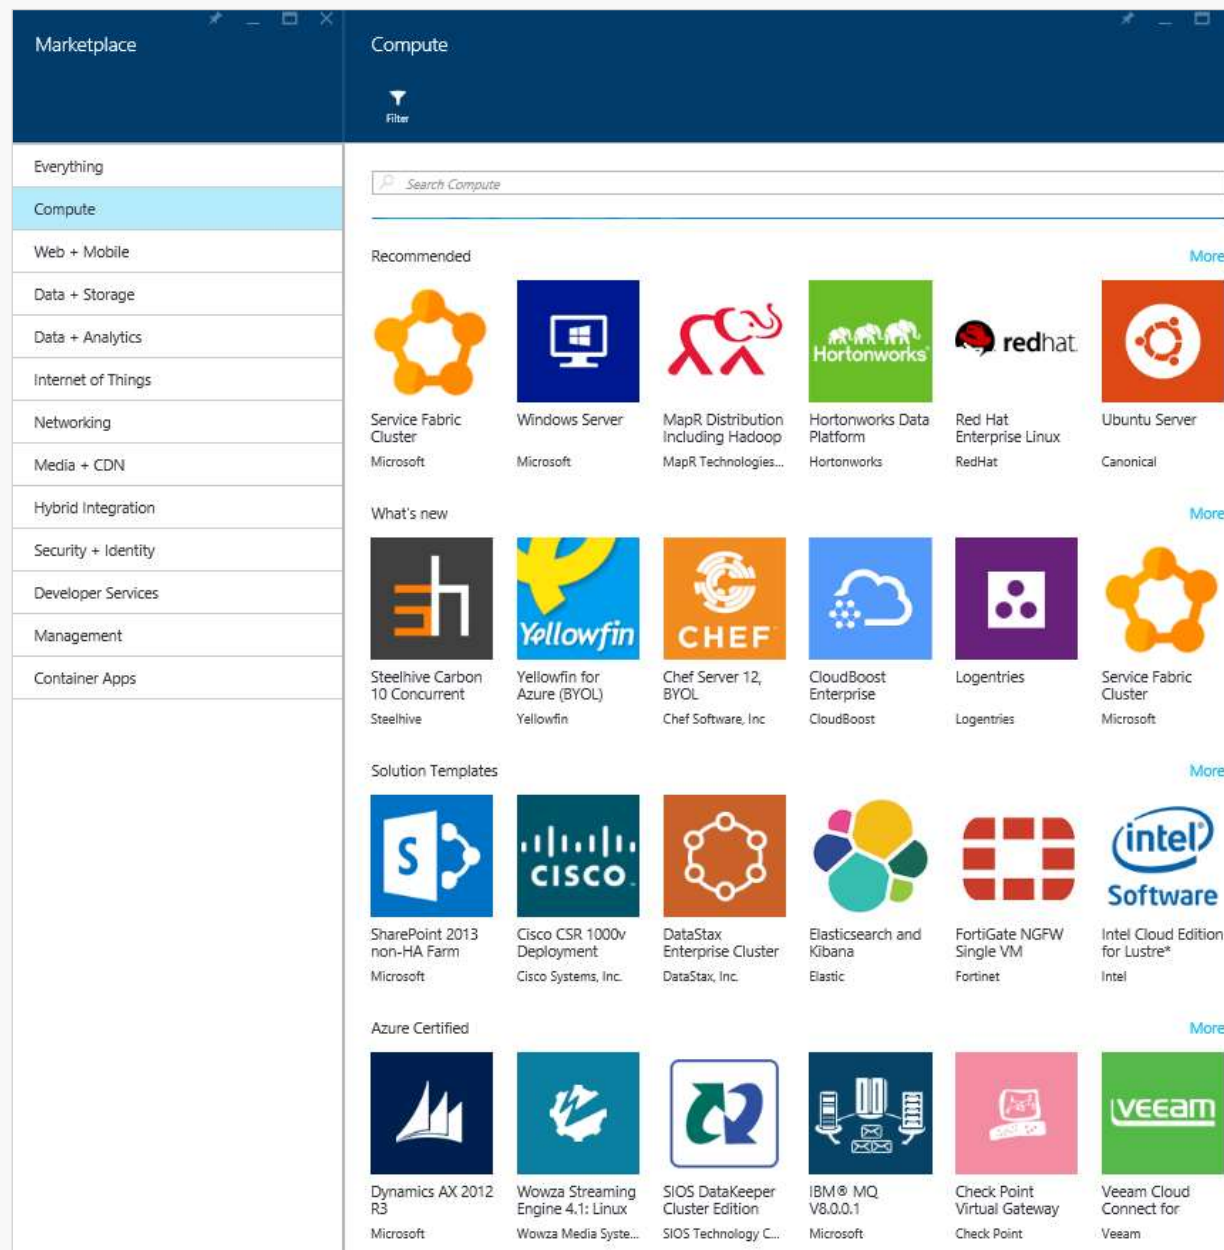 Marketplace
Compute
Filter
Everything
Compute
Web + Mobile
Data + Storage
Data + Analytics
Internet of Things
Networking
Media + CDN
Hybrid Integration
Security + Identity
Developer Services
Management
Container Apps
Search Compute
Recommended
More
Hortonworks
redhat.
Service Fabric
Cluster
Microsoft
Windows Server
Microsoft
MapR Distribution
Including Hadoop
MapR Technologies...
Hortonworks Data
Platform
Hortonworks
Red Hat
Enterprise Linux
RedHat
Ubuntu Server
Canonical
What's new
More
sh
Yellowfin
CHEF
Steelhive Carbon
10 Concurrent
Steelhive
Yellowfin for
Azure (BYOL)
Yellowfin
Chef Server 12,
BYOL
Chef Software, Inc
CloudBoost
Enterprise
CloudBoost
Logentries
Logentries
Service Fabric
Cluster
Microsoft
Solution Templates
More
S
CISCO
intel
Software
SharePoint 2013
non-HA Farm
Microsoft
Cisco CSR 1000v
Deployment
Cisco Systems, Inc.
DataStax
Enterprise Cluster
DataStax, Inc.
Elasticsearch and
Kibana
Elastic
FortiGate NGFW
Single VM
Fortinet
Intel Cloud Edition
for Lustre*
Intel
Azure Certified
More
veeam
Dynamics AX 2012
R3
Microsoft
Wowza Streaming
Engine 4.1: Linux
Wowza Media Syste...
SIOS DataKeeper
Cluster Edition
SIOS Technology C...
IBM® MQ
V8.0.0.1
Microsoft
Check Point
Virtual Gateway
Check Point
Veeam Cloud
Connect for
Veeam